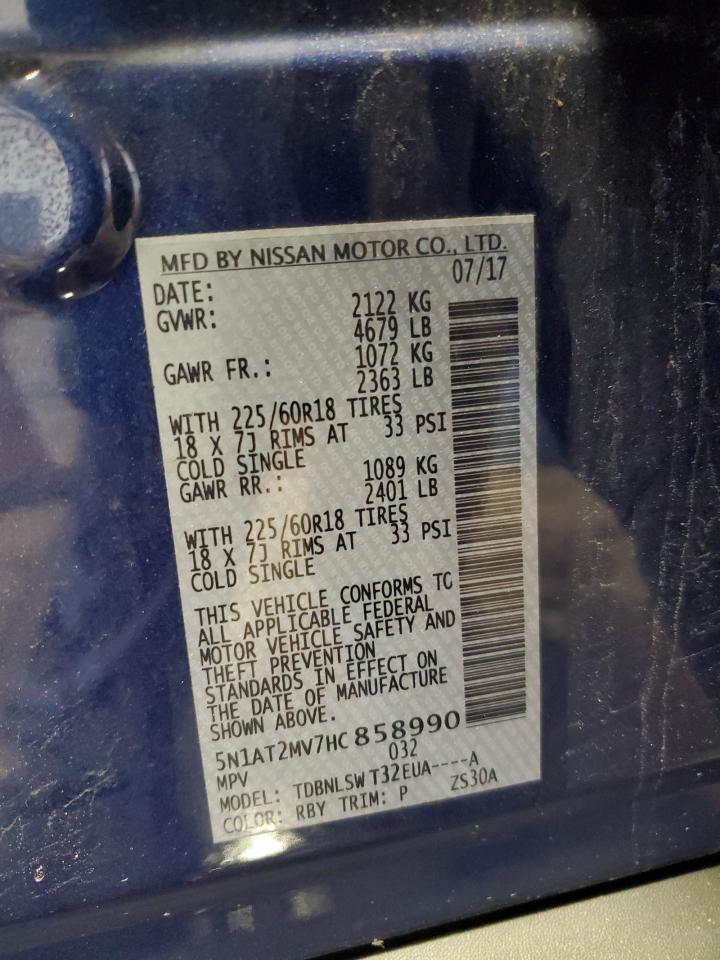 MFD BY NISSAN MOTOR CO., LTD.
DATE: 07/17
GVWR: 2122 KG
4679 LB
GAWR FR.: 1072 KG
2363 LB
WITH 225/60R18 TIRES
18 X 7J RIMS AT 33 PSI
COLD SINGLE
GAWR RR.: 1089 KG
2401 LB
WITH 225/60R18 TIRES
18 X 7J RIMS AT 33 PSI
COLD SINGLE
THIS VEHICLE CONFORMS TO
ALL APPLICABLE FEDERAL
MOTOR VEHICLE SAFETY AND
THEFT PREVENTION
STANDARDS IN EFFECT ON
THE DATE OF MANUFACTURE
SHOWN ABOVE.
5N1AT2MV7HC858990
MPV 032
MODEL: TDBNLSWT32EUA----A
COLOR: RBY TRIM: P ZS30A